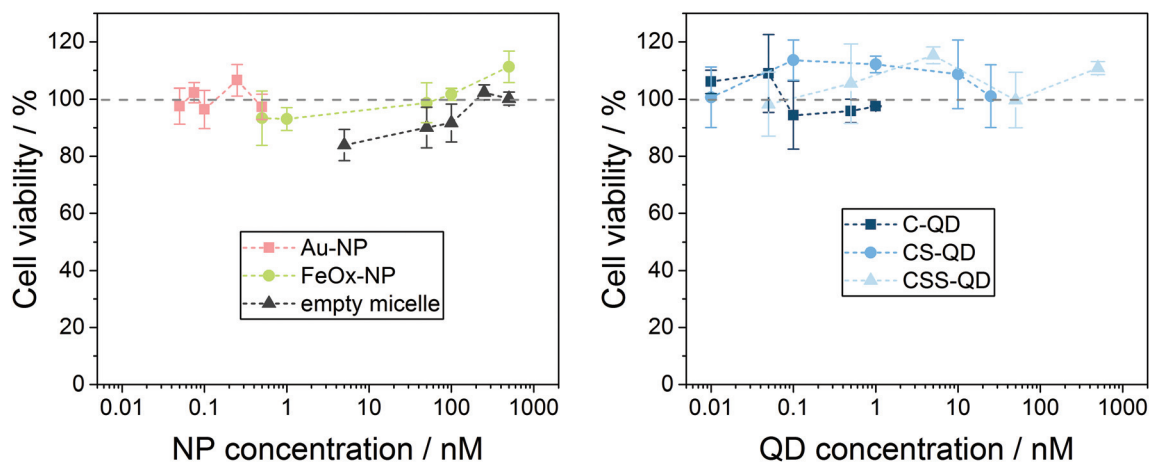 Cell viability / %
120
100
80
60
40
20
0
Au-NP
FeOx-NP
empty micelle
0.01 0.1 1 10 100 1000
NP concentration / nM
Cell viability / %
120
100
80
60
40
20
0
C-QD
CS-QD
CSS-QD
0.01 0.1 1 10 100 1000
QD concentration / nM